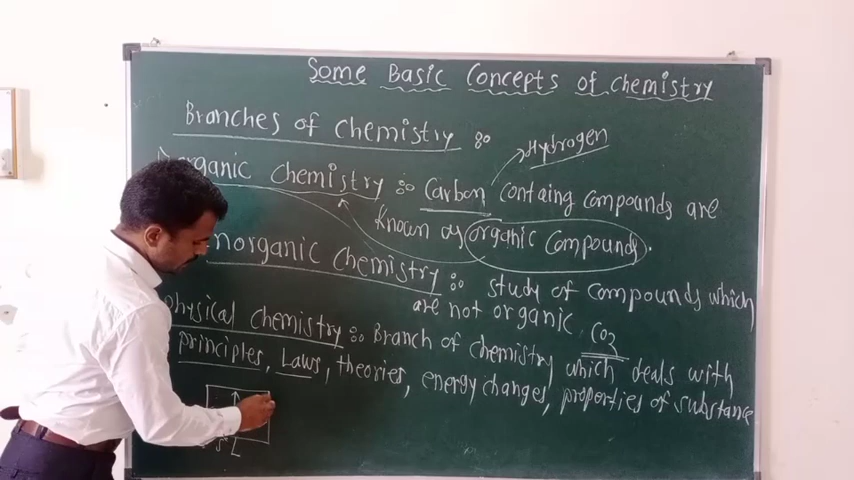 Some Basic Concepts of chemistry
Branches of chemistry :
Hydrogen
organic chemistry :: Carbon containg compounds are
Known as organic compounds.
norganic chemistry :: study of compounds which
are not organic CO2
physical chemistry :: Branch of chemistry which deals with
principles, Laws, theories, energy changes, properties of substance